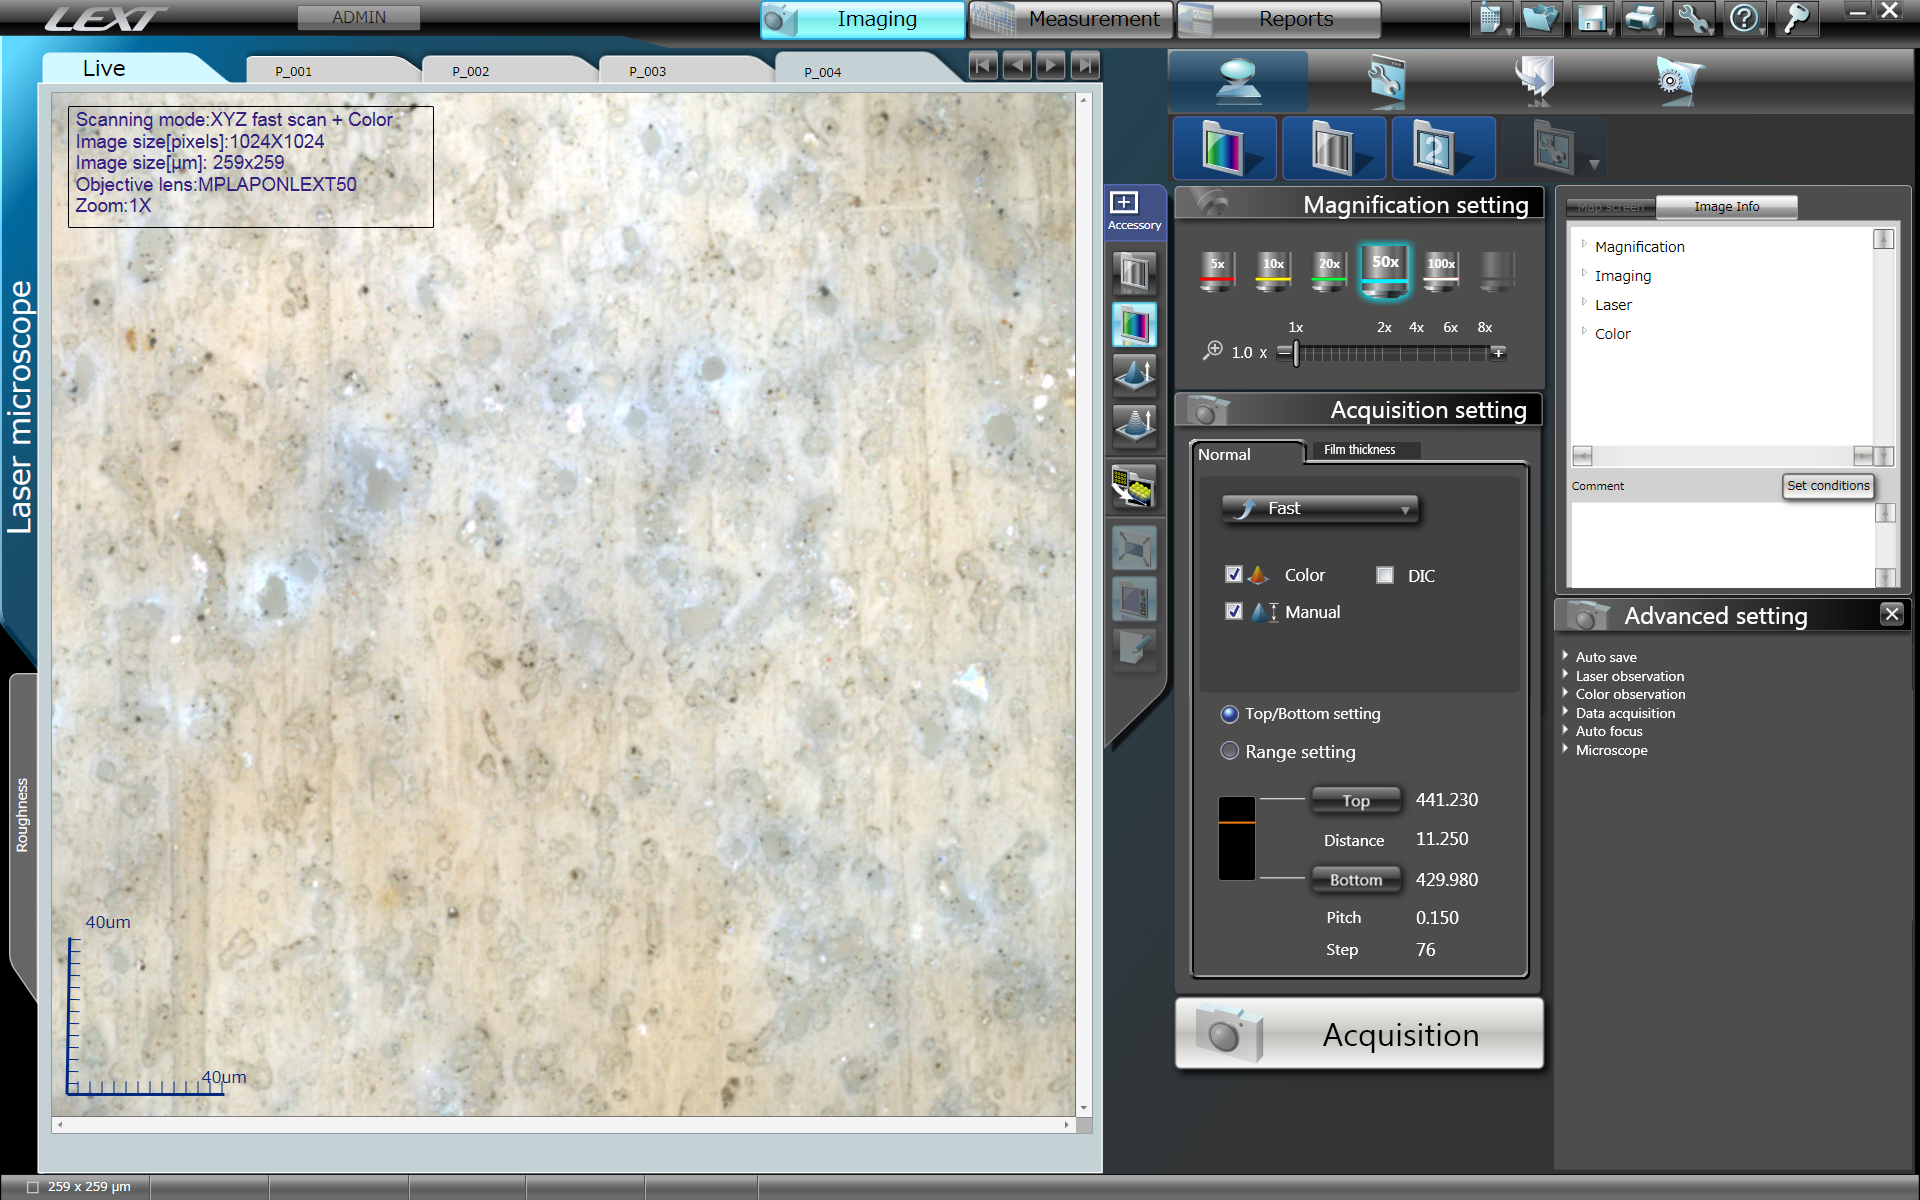 LEXT
ADMIN
Imaging
Measurement
Reports
Live
P_001
P_002
P_003
P_004
Scanning mode:XYZ fast scan + Color
Image size[pixels]:1024X1024
Image size[µm]: 259x259
Objective lens:MPLAPONLEXT50
Zoom:1X
Laser microscope
Roughness
40um
40um
Accessory
2
Magnification setting
5x
10x
20x
50x
100x
1x
2x
4x
6x
8x
1.0 x
Acquisition setting
Normal
Film thickness
Fast
Color
DIC
Manual
Top/Bottom setting
Range setting
Top
441.230
Distance
11.250
Bottom
429.980
Pitch
0.150
Step
76
Acquisition
Map screen
Image Info
Magnification
Imaging
Laser
Color
Comment
Set conditions
Advanced setting
Auto save
Laser observation
Color observation
Data acquisition
Auto focus
Microscope
259 x 259 µm